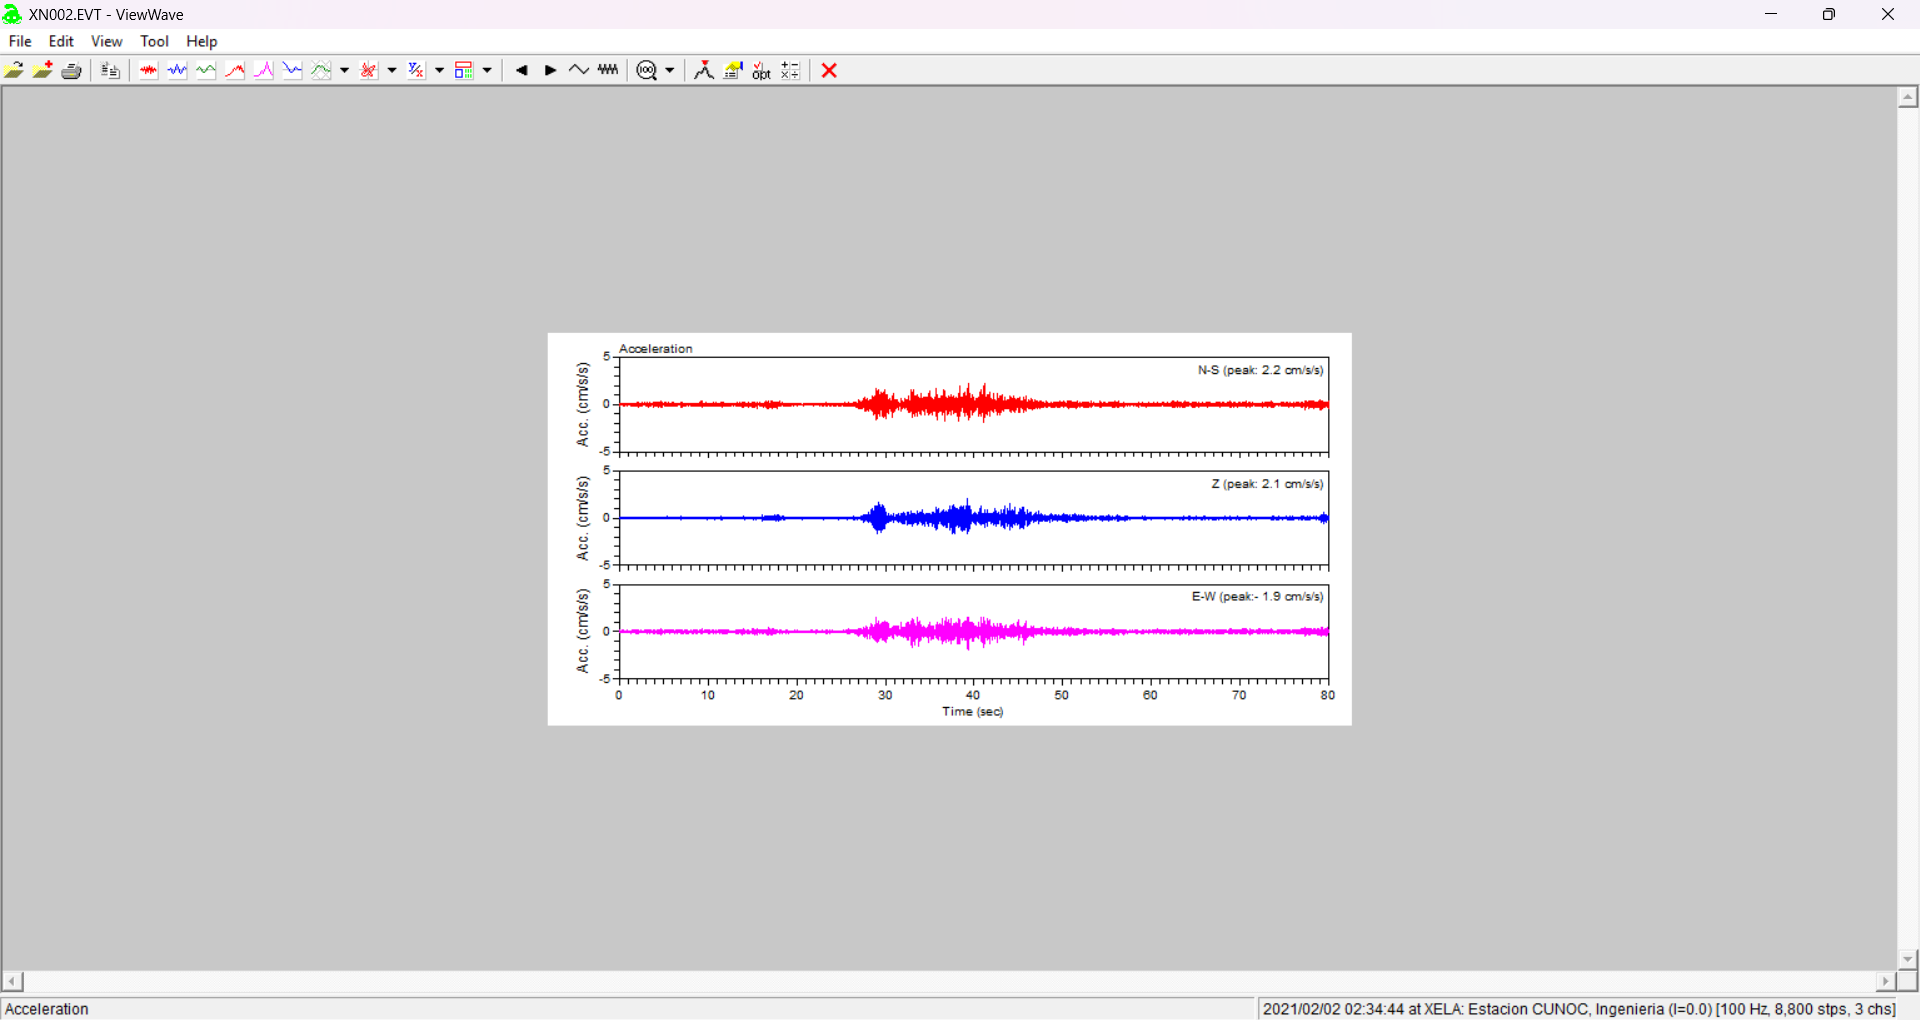 XN002.EVT - ViewWave
File Edit View Tool Help
100 opt
Acceleration
5
Acc. (cm/s/s)
0
-5
N-S (peak: 2.2 cm/s/s)
5
Acc. (cm/s/s)
0
-5
Z (peak: 2.1 cm/s/s)
5
Acc. (cm/s/s)
0
-5
E-W (peak:- 1.9 cm/s/s)
0 10 20 30 40 50 60 70 80
Time (sec)
Acceleration
2021/02/02 02:34:44 at XELA: Estacion CUNOC, Ingenieria (I=0.0) [100 Hz, 8,800 stps, 3 chs]